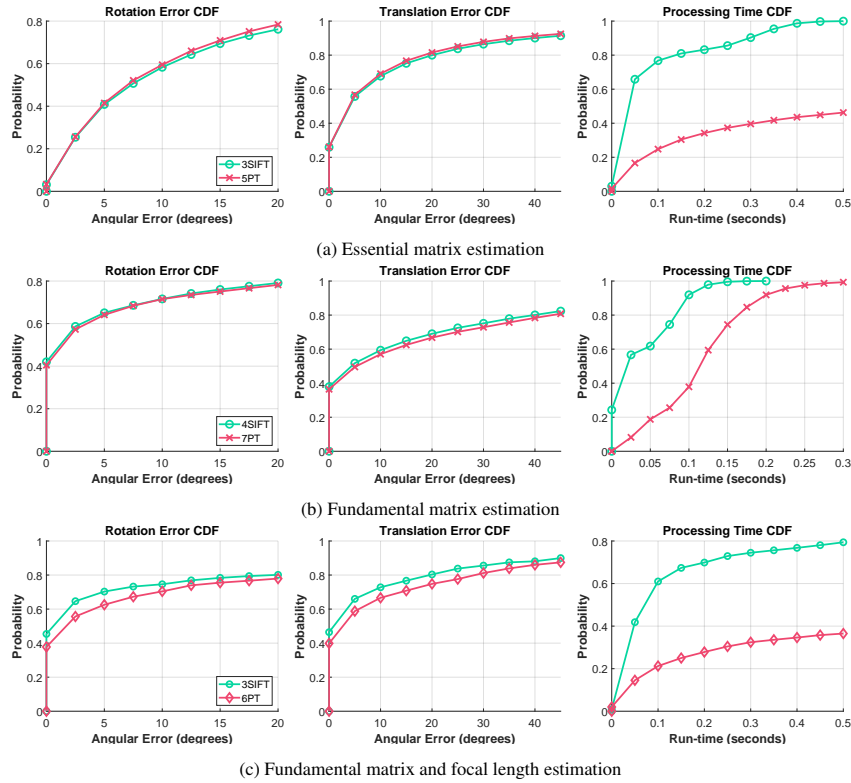 Rotation Error CDF
0.8
0.6
0.4
0.2
0
Probability
3SIFT
5PT
0 5 10 15 20
Angular Error (degrees)
Translation Error CDF
1
0.8
0.6
0.4
0.2
0
Probability
0 10 20 30 40
Angular Error (degrees)
Processing Time CDF
1
0.8
0.6
0.4
0.2
0
Probability
0 0.1 0.2 0.3 0.4 0.5
Run-time (seconds)
(a) Essential matrix estimation
Rotation Error CDF
0.8
0.6
0.4
0.2
0
Probability
4SIFT
7PT
0 5 10 15 20
Angular Error (degrees)
Translation Error CDF
1
0.8
0.6
0.4
0.2
0
Probability
0 10 20 30 40
Angular Error (degrees)
Processing Time CDF
1
0.8
0.6
0.4
0.2
0
Probability
0 0.05 0.1 0.15 0.2 0.25 0.3
Run-time (seconds)
(b) Fundamental matrix estimation
Rotation Error CDF
1
0.8
0.6
0.4
0.2
0
Probability
3SIFT
6PT
0 5 10 15 20
Angular Error (degrees)
Translation Error CDF
1
0.8
0.6
0.4
0.2
0
Probability
0 10 20 30 40
Angular Error (degrees)
Processing Time CDF
0.8
0.6
0.4
0.2
0
Probability
0 0.1 0.2 0.3 0.4 0.5
Run-time (seconds)
(c) Fundamental matrix and focal length estimation